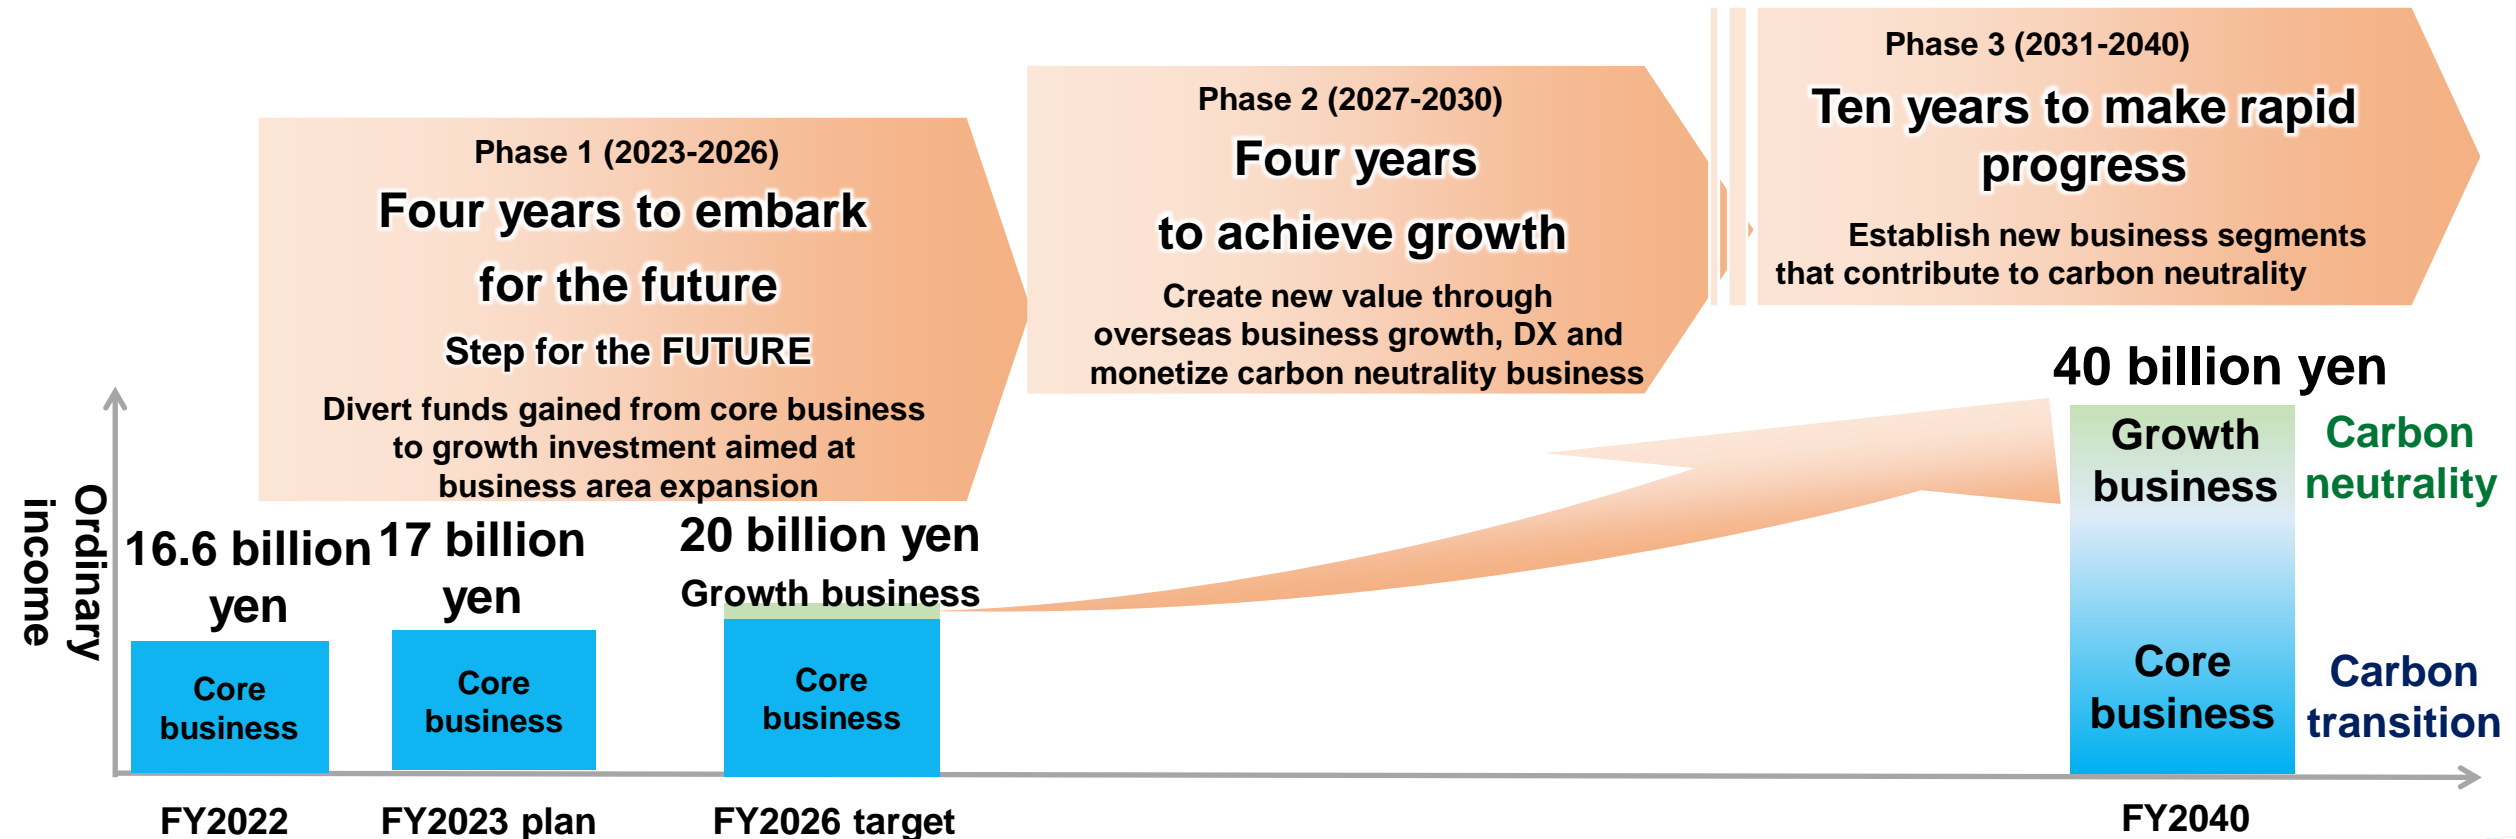 Phase 1 (2023-2026)
Four years to embark
for the future
Step for the FUTURE
Divert funds gained from core business
to growth investment aimed at
business area expansion
Phase 2 (2027-2030)
Four years
to achieve growth
Create new value through
overseas business growth, DX and
monetize carbon neutrality business
Phase 3 (2031-2040)
Ten years to make rapid
progress
Establish new business segments
that contribute to carbon neutrality
Ordinary
income
16.6 billion
yen
Core
business
FY2022
17 billion
yen
Core
business
FY2023 plan
20 billion yen
Growth business
Core
business
FY2026 target
40 billion yen
Growth
business
Carbon
neutrality
Core
business
Carbon
transition
FY2040